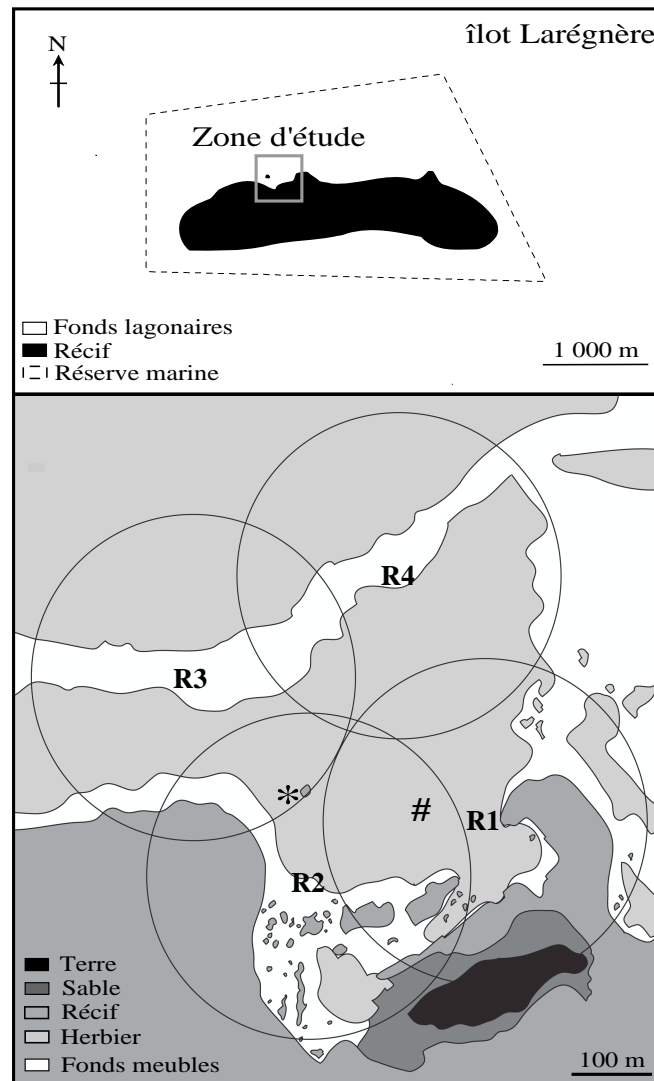 îlot Larégnère
N
Zone d'étude
Fonds lagonaires
Récif
Réserve marine
1 000 m
R4
R3
*
#
R1
R2
Terre
Sable
Récif
Herbier
Fonds meubles
100 m